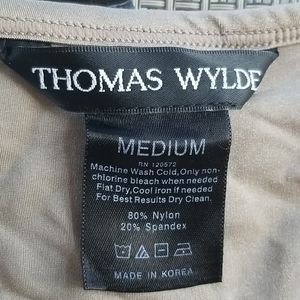 THOMAS WYLDE
MEDIUM
RN 120572
Machine Wash Cold, Only non-
chlorine bleach when needed
Flat Dry, Cool iron if needed
For Best Results Dry Clean.
80% Nylon
20% Spandex
MADE IN KOREA